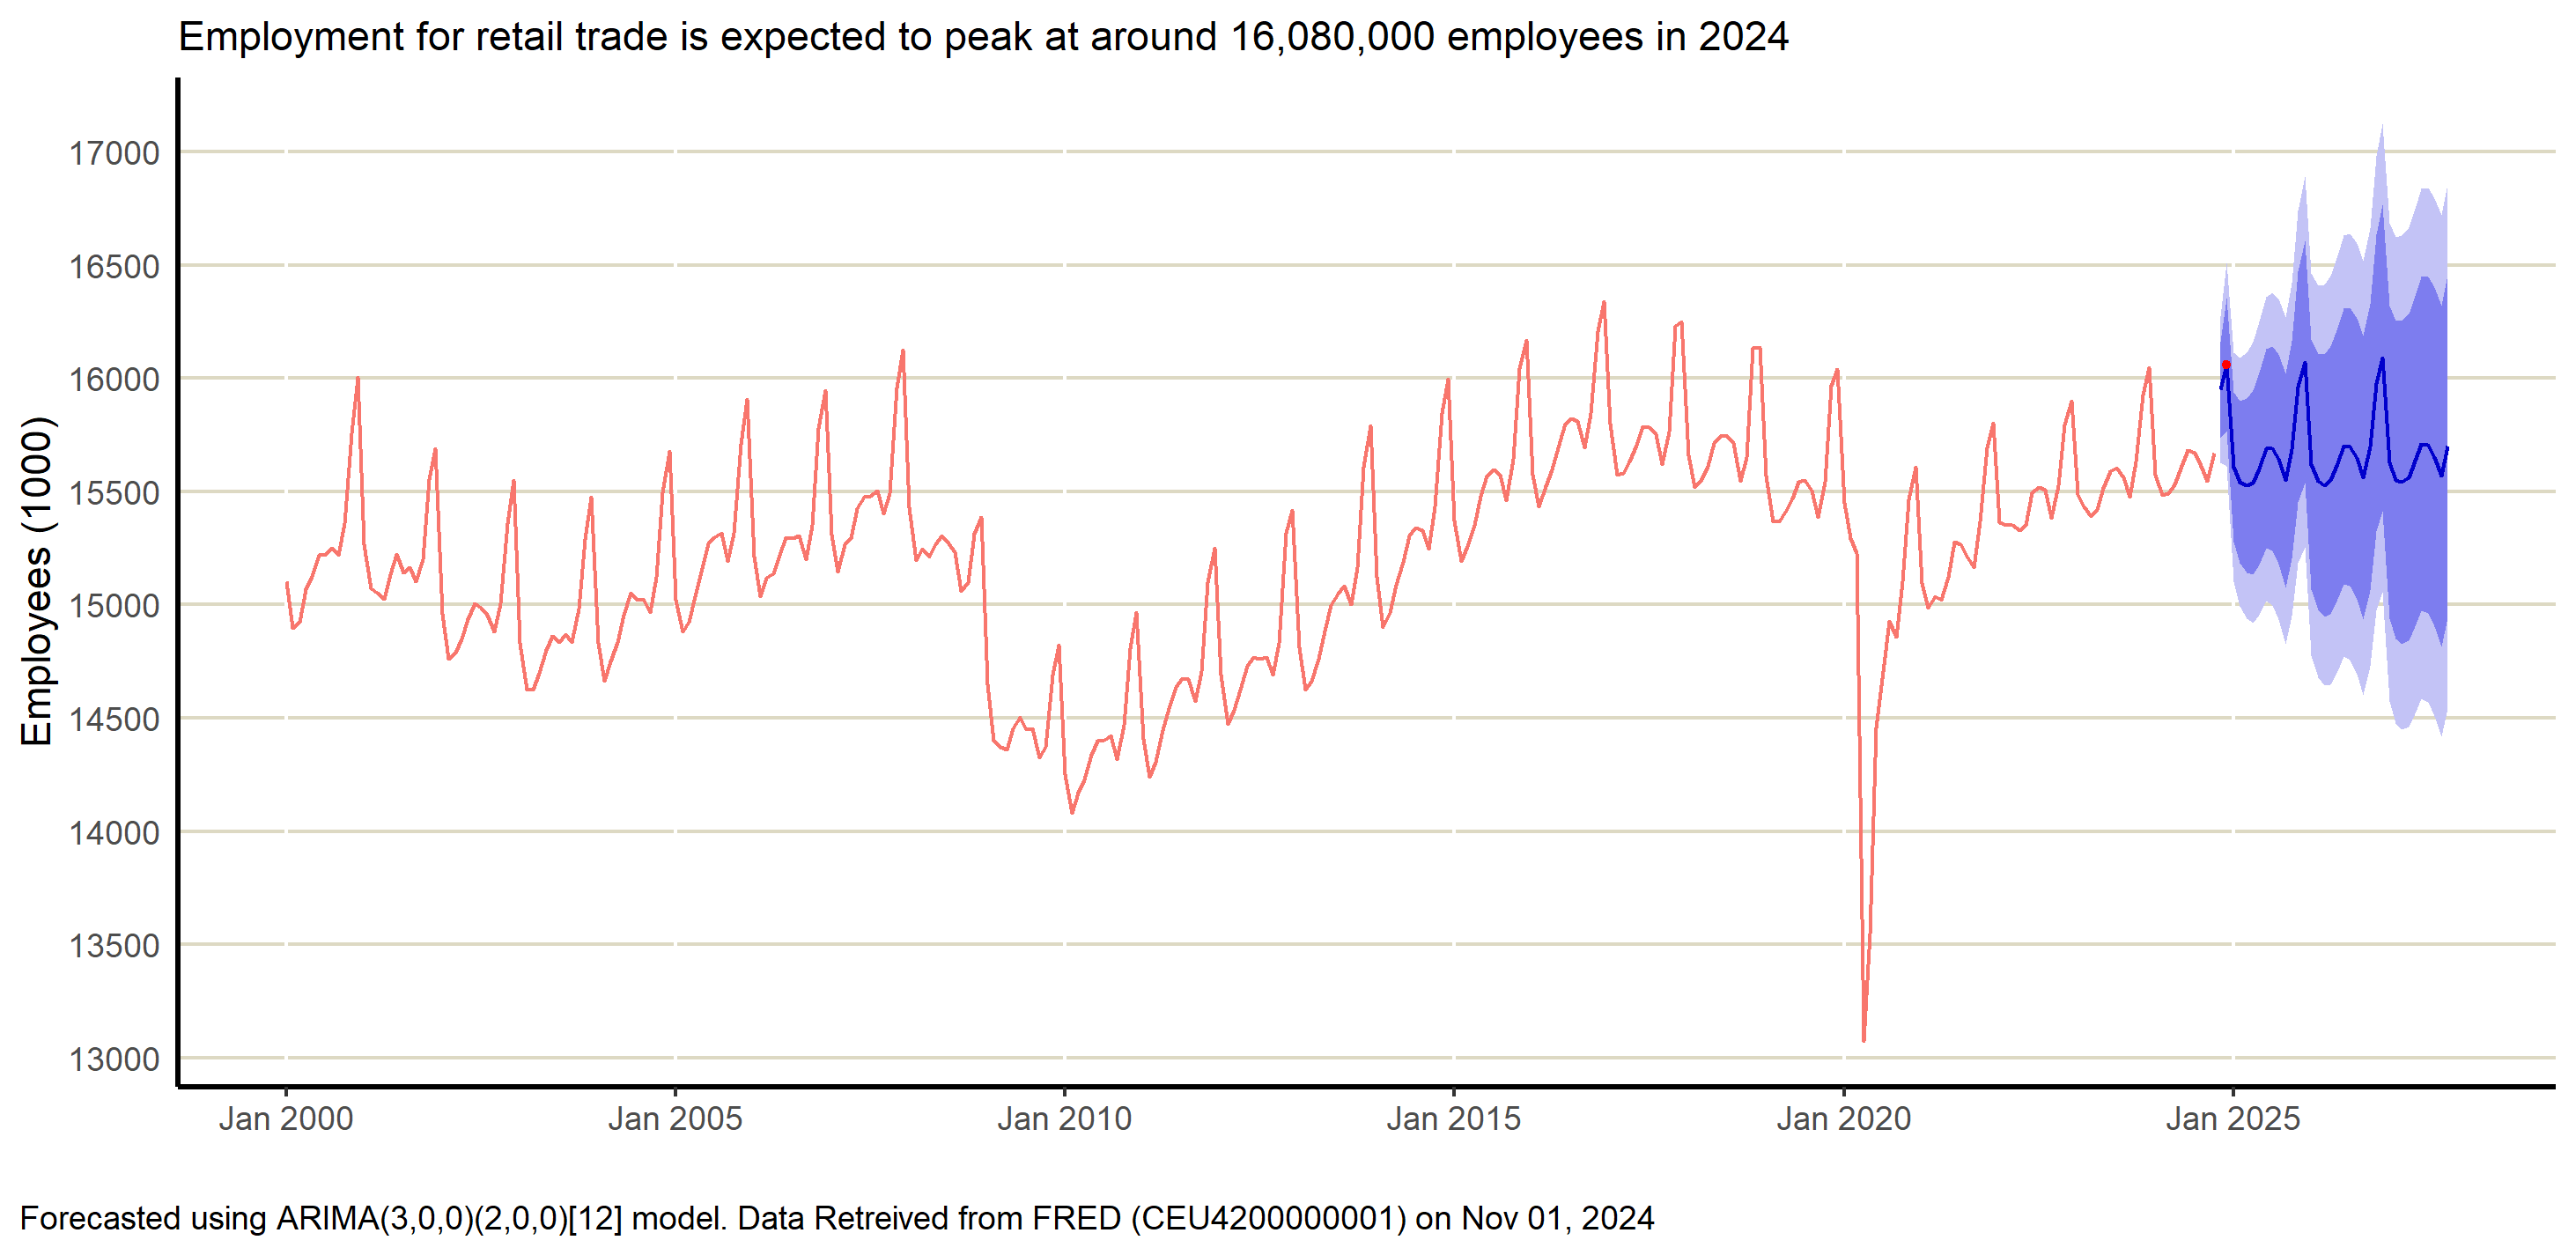 Employment for retail trade is expected to peak at around 16,080,000 employees in 2024
Employees (1000)
17000
16500
16000
15500
15000
14500
14000
13500
13000
Jan 2000
Jan 2005
Jan 2010
Jan 2015
Jan 2020
Jan 2025
Forecasted using ARIMA(3,0,0)(2,0,0)[12] model. Data Retreived from FRED (CEU4200000001) on Nov 01, 2024